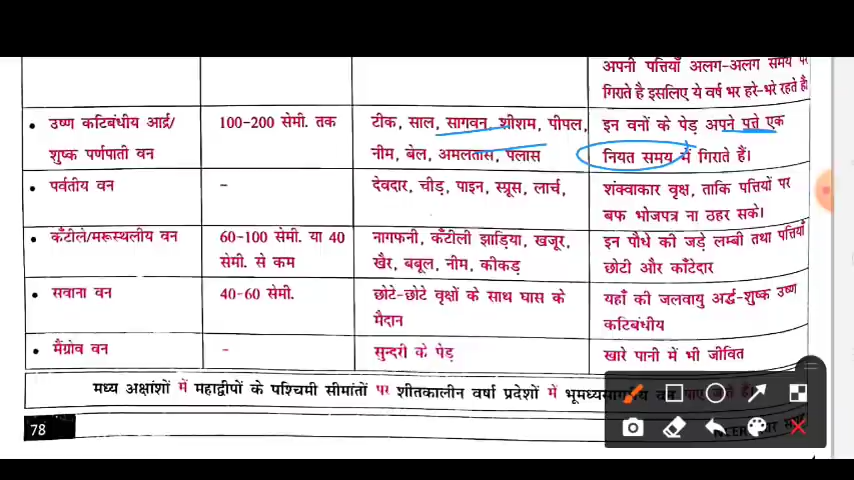 अपनी पत्तियाँ अलग-अलग समय पर
गिराते है इसलिए ये वर्ष भर हरे-भरे रहते हैं।
• उष्ण कटिबंधीय आर्द्र/ 100-200 सेमी. तक टीक, साल, सागवन, शीशम, पीपल, इन वनों के पेड़ अपने पत्ते एक
शुष्क पर्णपाती वन नीम, बेल, अमलतास, पलास नियत समय में गिराते हैं।
• पर्वतीय वन - देवदार, चीड़, पाइन, स्प्रूस, लार्च, शंक्वाकार वृक्ष, ताकि पत्तियों पर
बफ भोजपत्र ना ठहर सके।
• कँटीले/मरूस्थलीय वन 60-100 सेमी. या 40 नागफनी, कँटीली झाड़िया, खजूर, इन पौधे की जड़े लम्बी तथा पत्तियाँ
सेमी. से कम खैर, बबूल, नीम, कीकड़ छोटी और काँटेदार
• सवाना वन 40-60 सेमी. छोटे-छोटे वृक्षों के साथ घास के यहाँ की जलवायु अर्द्ध-शुष्क उष्ण
मैदान कटिबंधीय
• मैंग्रोव वन - सुन्दरी के पेड़ खारे पानी में भी जीवित
मध्य अक्षांशों में महाद्वीपों के पश्चिमी सीमांतों पर शीतकालीन वर्षा प्रदेशों में
78